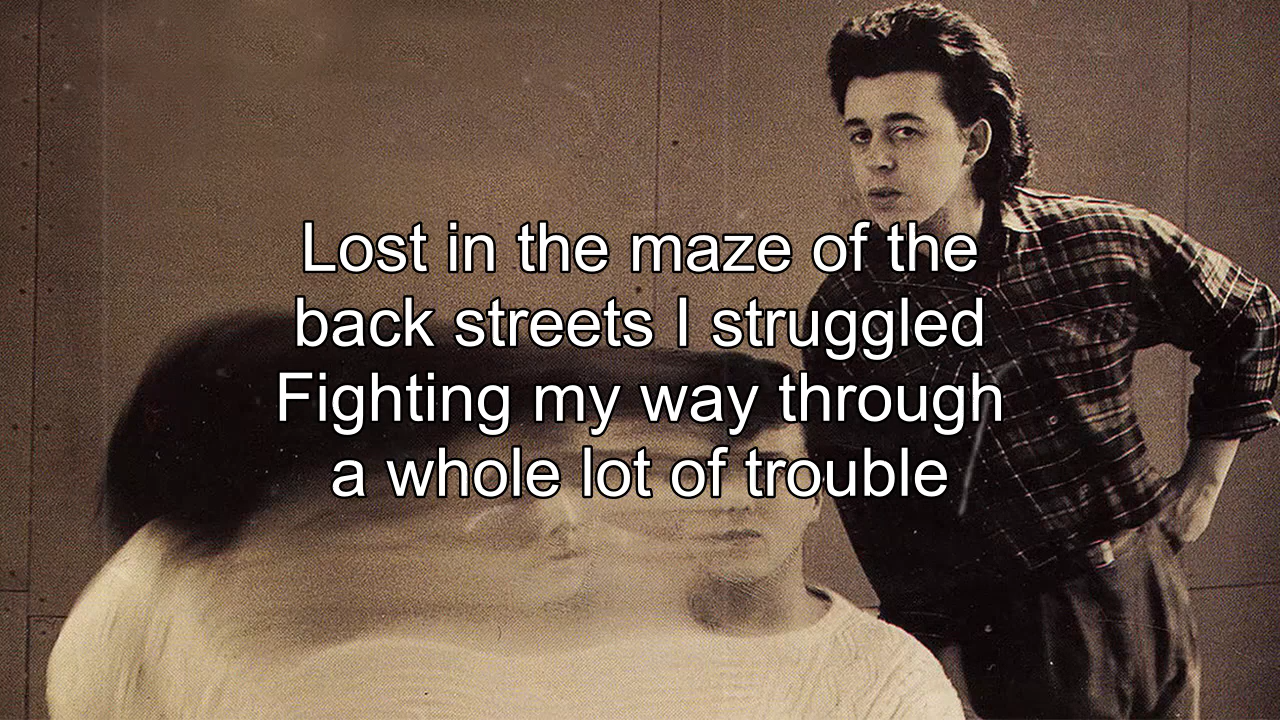 Lost in the maze of the
back streets I struggled
Fighting my way through
a whole lot of trouble